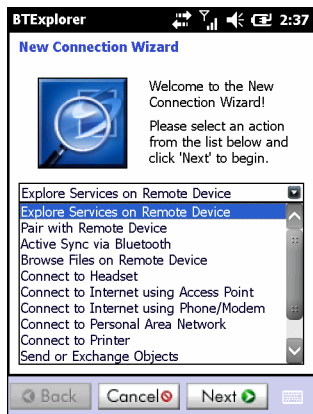 BTExplorer 2:37
New Connection Wizard
Welcome to the New
Connection Wizard!
Please select an action
from the list below and
click 'Next' to begin.
Explore Services on Remote Device
Explore Services on Remote Device
Pair with Remote Device
Active Sync via Bluetooth
Browse Files on Remote Device
Connect to Headset
Connect to Internet using Access Point
Connect to Internet using Phone/Modem
Connect to Personal Area Network
Connect to Printer
Send or Exchange Objects
Back Cancel Next